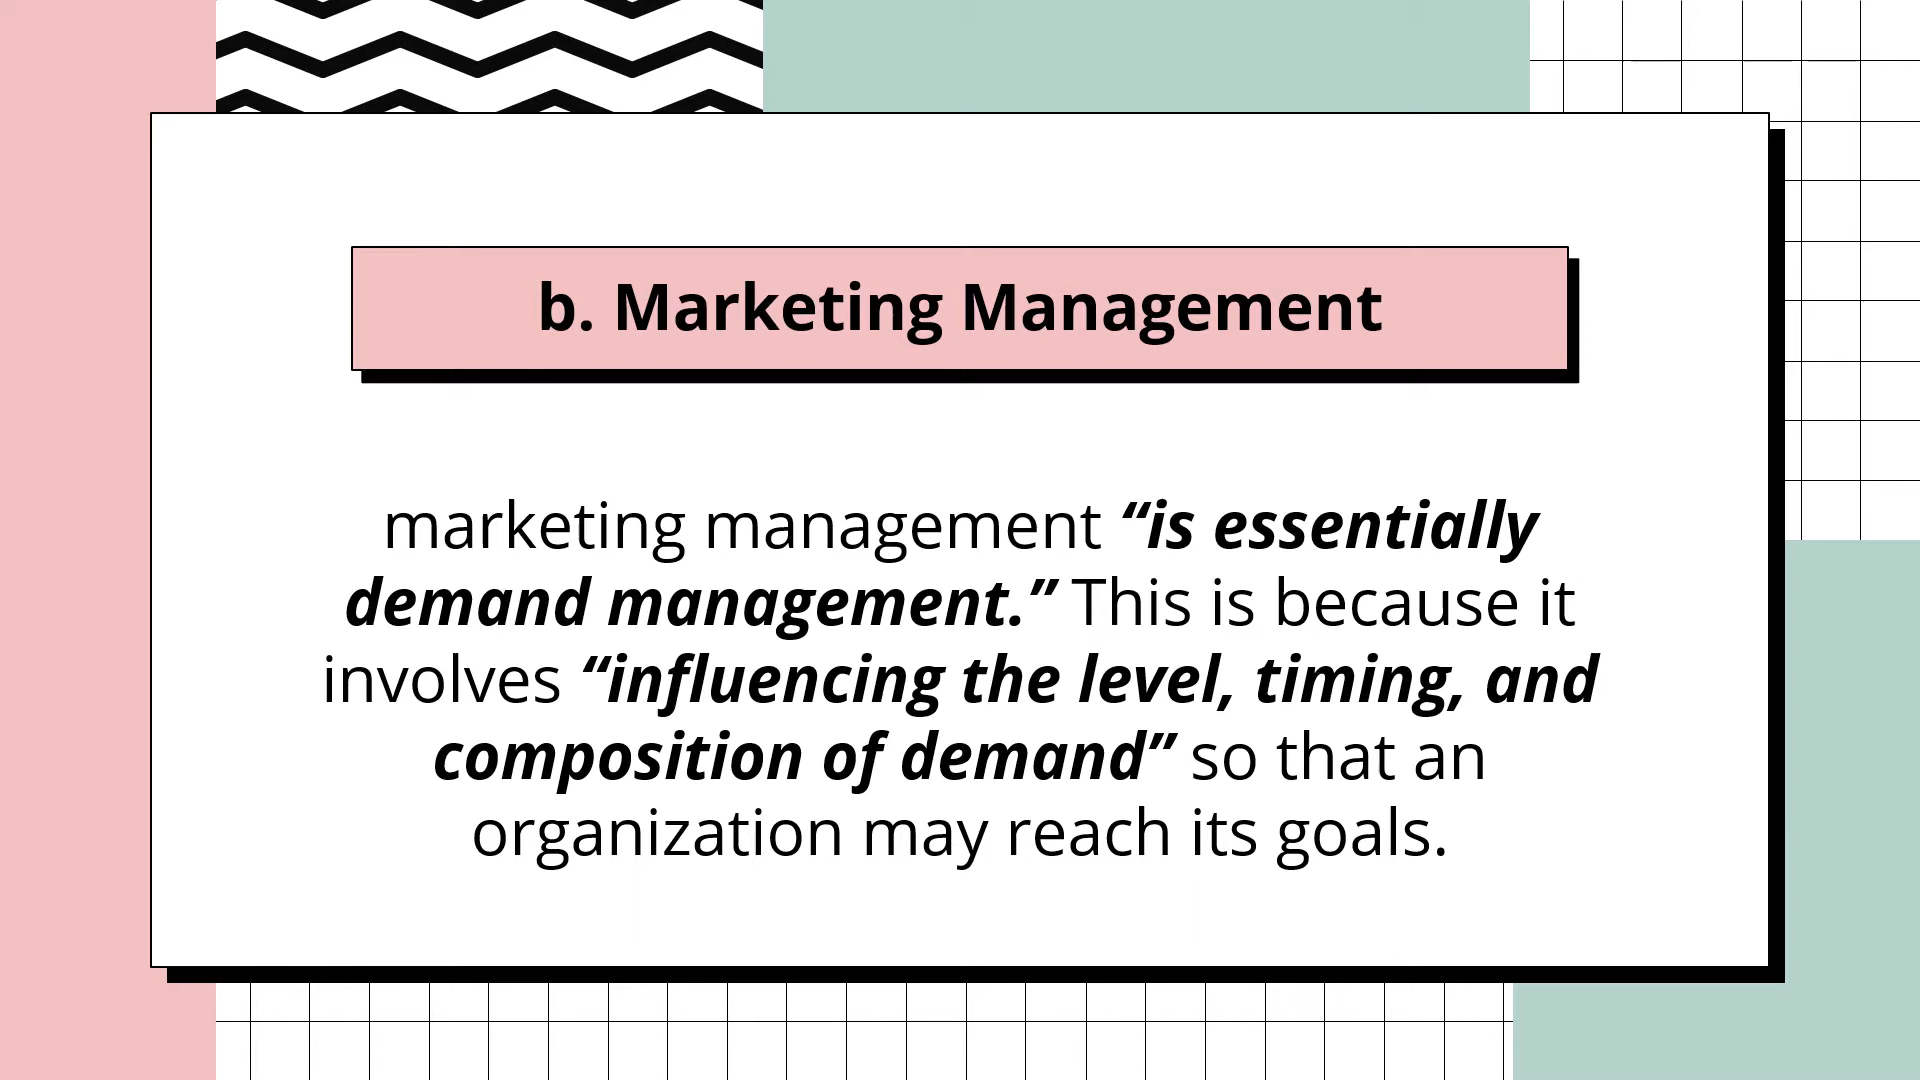 b. Marketing Management
marketing management “is essentially
demand management.” This is because it
involves “influencing the level, timing, and
composition of demand” so that an
organization may reach its goals.